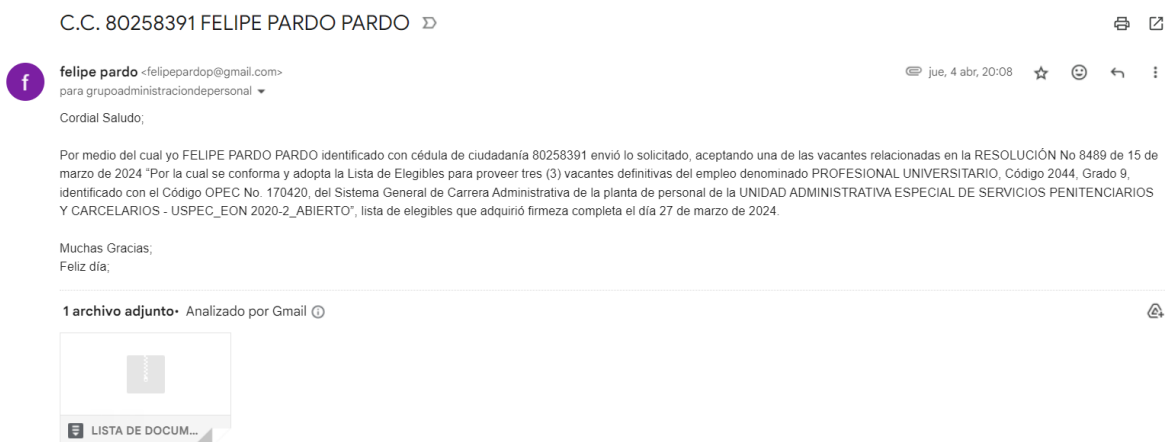 C.C. 80258391 FELIPE PARDO PARDO
felipe pardo <felipepardop@gmail.com>
jue, 4 abr, 20:08
para grupoadministraciondepersonal
f
Cordial Saludo;
Por medio del cual yo FELIPE PARDO PARDO identificado con cédula de ciudadanía 80258391 envió lo solicitado, aceptando una de las vacantes relacionadas en la RESOLUCIÓN No 8489 de 15 de
marzo de 2024 “Por la cual se conforma y adopta la Lista de Elegibles para proveer tres (3) vacantes definitivas del empleo denominado PROFESIONAL UNIVERSITARIO, Código 2044, Grado 9,
identificado con el Código OPEC No. 170420, del Sistema General de Carrera Administrativa de la planta de personal de la UNIDAD ADMINISTRATIVA ESPECIAL DE SERVICIOS PENITENCIARIOS
Y CARCELARIOS - USPEC_EON 2020-2_ABIERTO”, lista de elegibles que adquirió firmeza completa el día 27 de marzo de 2024.
Muchas Gracias;
Feliz día;
1 archivo adjunto • Analizado por Gmail
LISTA DE DOCUM...